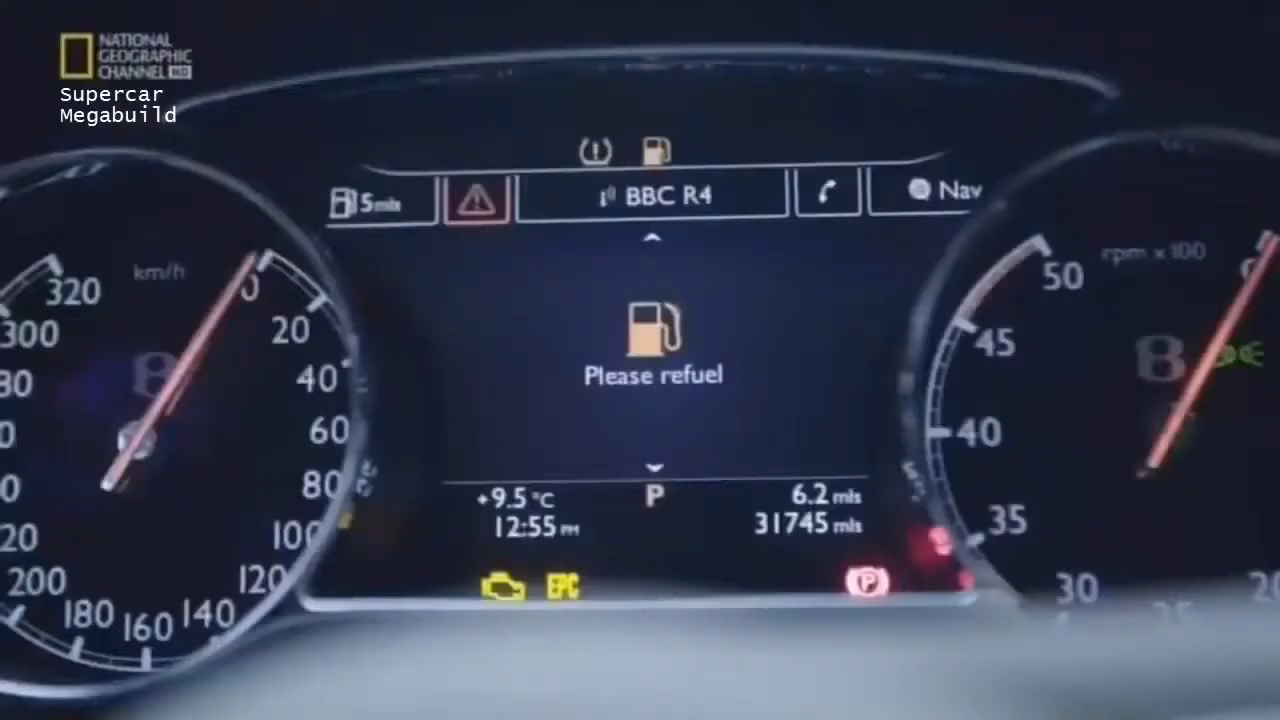 NATIONAL
GEOGRAPHIC
CHANNEL HD
Supercar
Megabuild
5mls
BBC R4
Nav
km/h
0
20
40
60
80
100
120
140
160
180
200
300
320
Please refuel
rpm x 100
50
45
40
35
30
+9.5 °C
P
6.2 mls
12:55 PM
31745 mls
EPC
P
B
B